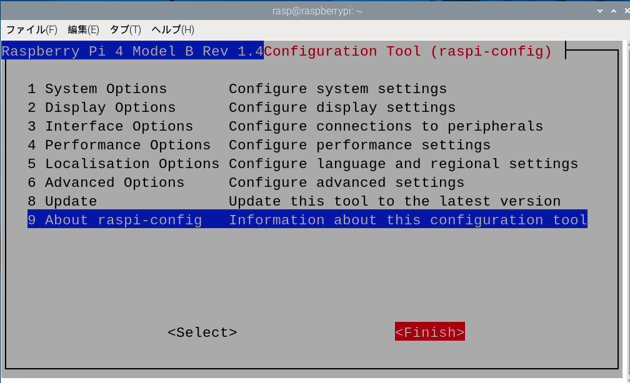 rasp@raspberrypi: ~
ファイル(F) 編集(E) タブ(T) ヘルプ(H)
Raspberry Pi 4 Model B Rev 1.4Configuration Tool (raspi-config)
1 System Options Configure system settings
2 Display Options Configure display settings
3 Interface Options Configure connections to peripherals
4 Performance Options Configure performance settings
5 Localisation Options Configure language and regional settings
6 Advanced Options Configure advanced settings
8 Update Update this tool to the latest version
9 About raspi-config Information about this configuration tool
<Select> <Finish>